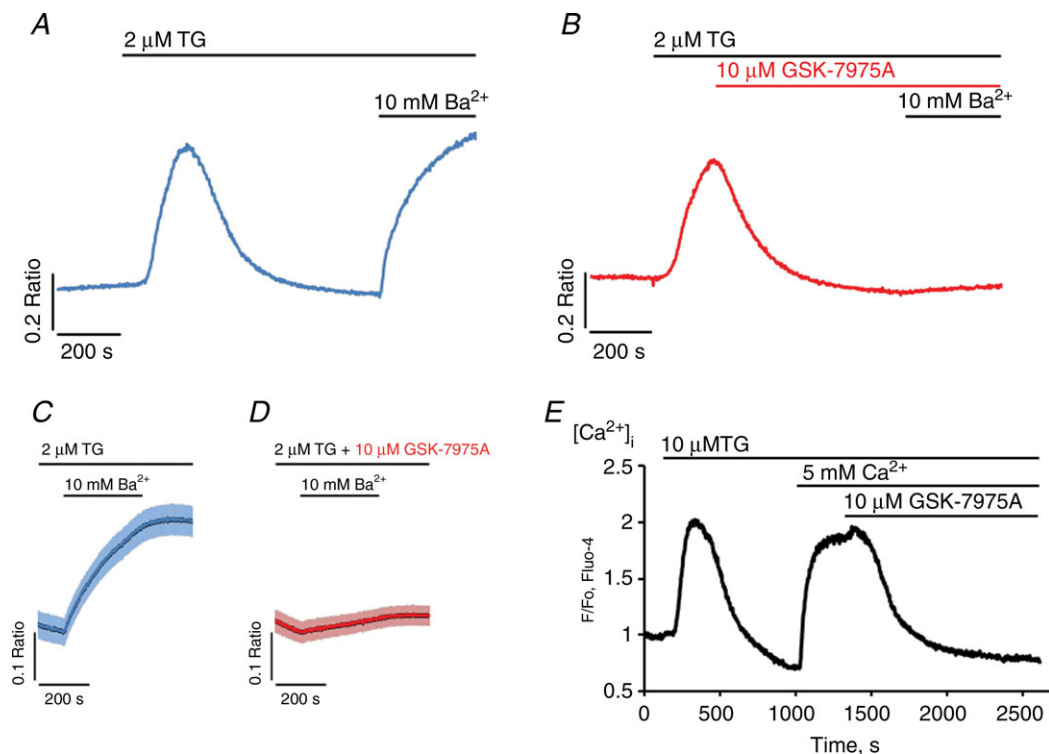 A
2 μM TG
10 mM Ba²⁺
0.2 Ratio
200 s
B
2 μM TG
10 μM GSK-7975A
10 mM Ba²⁺
0.2 Ratio
200 s
C
2 μM TG
10 mM Ba²⁺
0.1 Ratio
200 s
D
2 μM TG + 10 μM GSK-7975A
10 mM Ba²⁺
0.1 Ratio
200 s
E
[Ca²⁺]i
10 μMTG
5 mM Ca²⁺
10 μM GSK-7975A
F/Fo, Fluo-4
2.5
2
1.5
1
0.5
0 500 1000 1500 2000 2500
Time, s